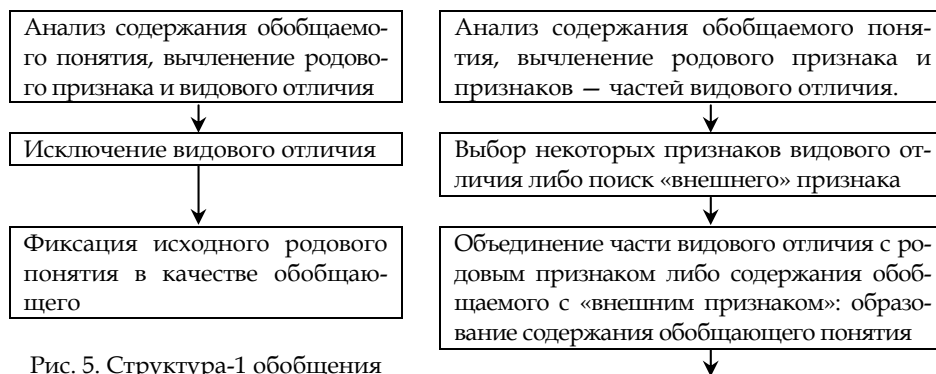 Анализ содержания обобщаемо-
го понятия, вычленение родово-
го признака и видового отличия
Исключение видового отличия
Фиксация исходного родового
понятия в качестве обобщаю-
щего
Рис. 5. Структура-1 обобщения
Анализ содержания обобщаемого поня-
тия, вычленение родового признака и
признаков — частей видового отличия.
Выбор некоторых признаков видового от-
личия либо поиск «внешнего» признака
Объединение части видового отличия с ро-
довым признаком либо содержания обоб-
щаемого с «внешним признаком»: образо-
вание содержания обобщающего понятия